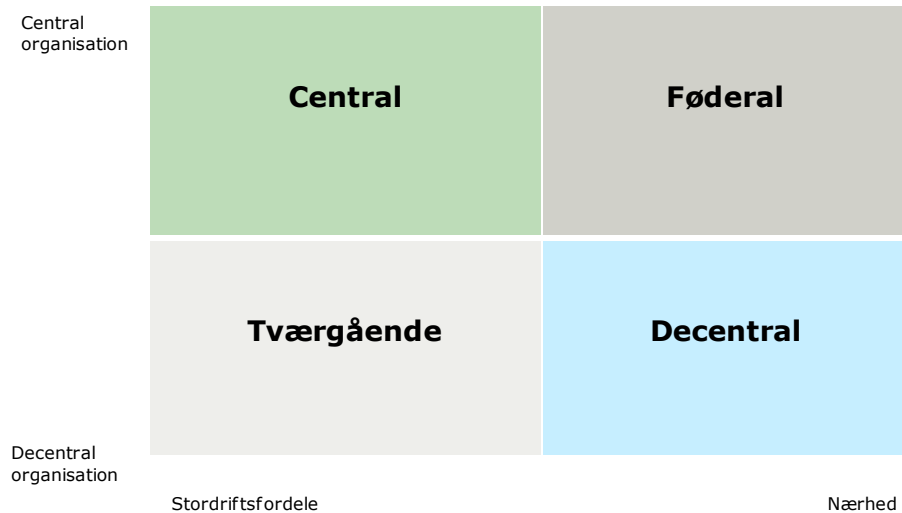 Central
organisation
Central
Føderal
Tværgående
Decentral
Decentral
organisation
Stordriftsfordele
Nærhed